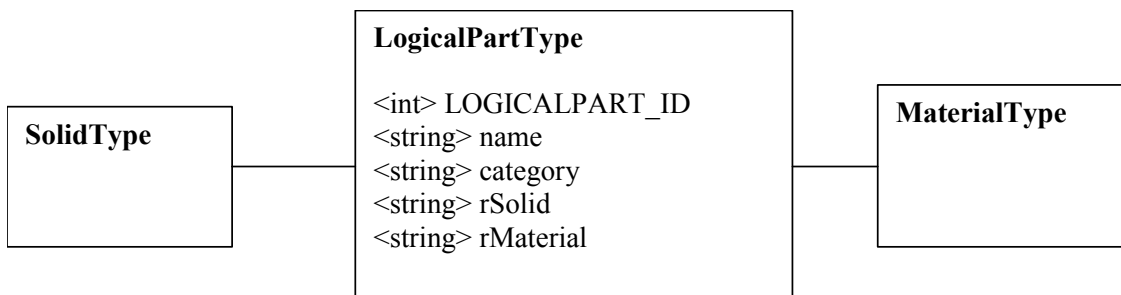 LogicalPartType
<int> LOGICALPART_ID
<string> name
<string> category
<string> rSolid
<string> rMaterial
SolidType
MaterialType